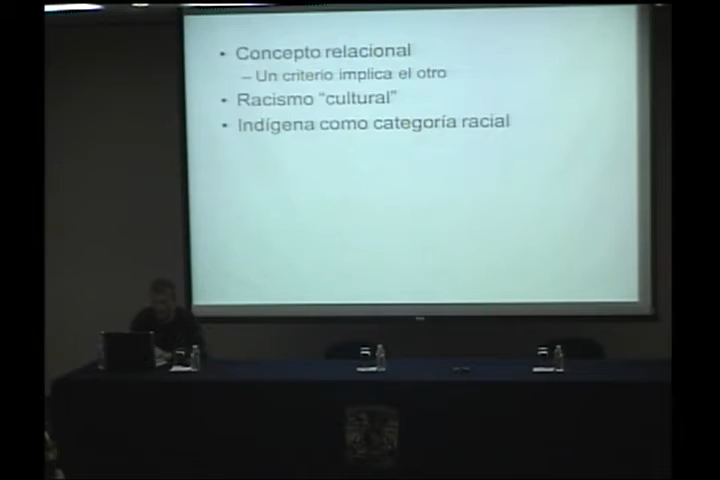 • Concepto relacional
– Un criterio implica el otro
• Racismo “cultural”
• Indígena como categoría racial